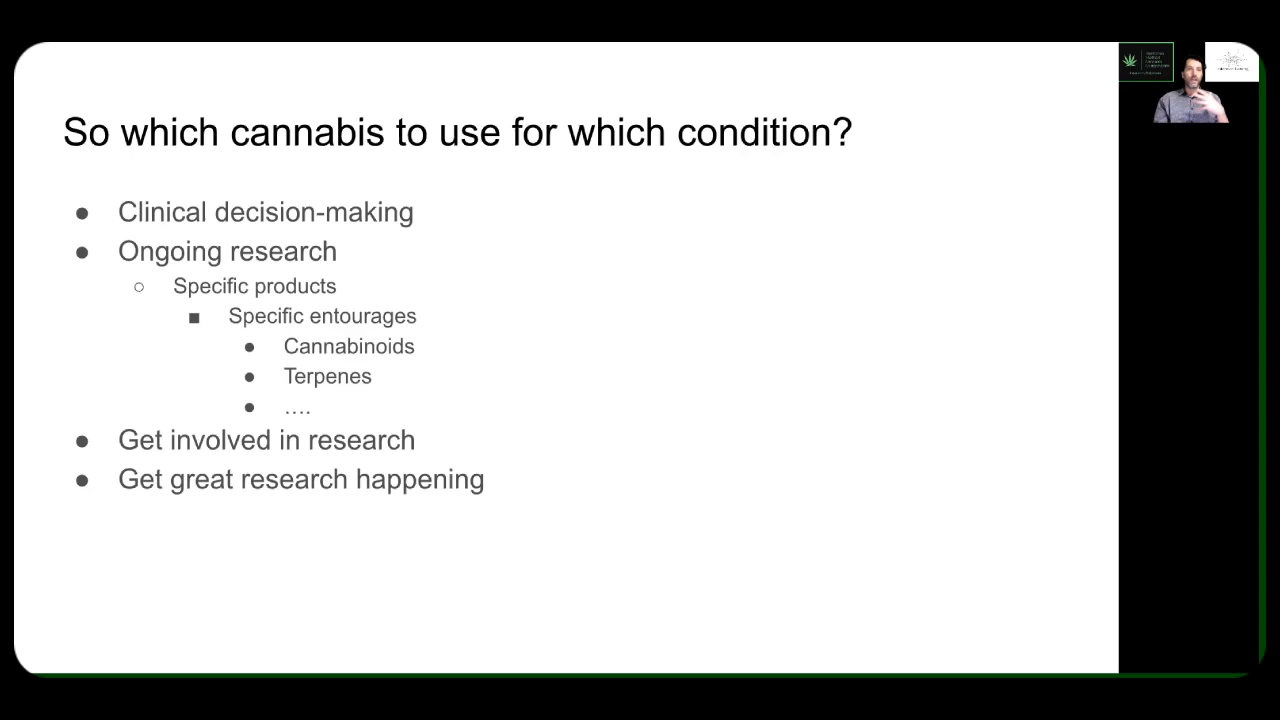 So which cannabis to use for which condition?
● Clinical decision-making
● Ongoing research
○ Specific products
■ Specific entourages
● Cannabinoids
● Terpenes
● ....
● Get involved in research
● Get great research happening